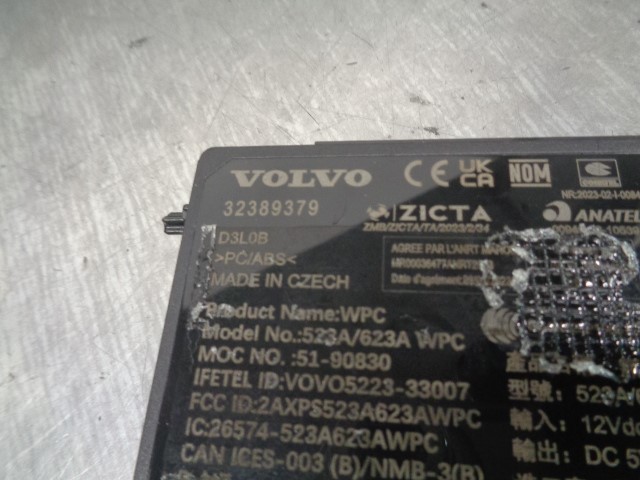 VOLVO CE UK CA NOM
32389379 ZICTA ANATEL
ZMB/ZICTA/TA/2023/2/94
D3L0B
>PC/ABS< AGREE PAR L'ANRT MAROC
MADE IN CZECH
Product Name:WPC
Model No.:523A/623A WPC
MOC NO. :51-90830
IFETEL ID:VOVO5223-33007 型號:
FCC ID:2AXPS523A623AWPC 輸入: 12Vdc
IC:26574-523A623AWPC 輸出: DC 5V
CAN ICES-003 (B)/NMB-3(B)